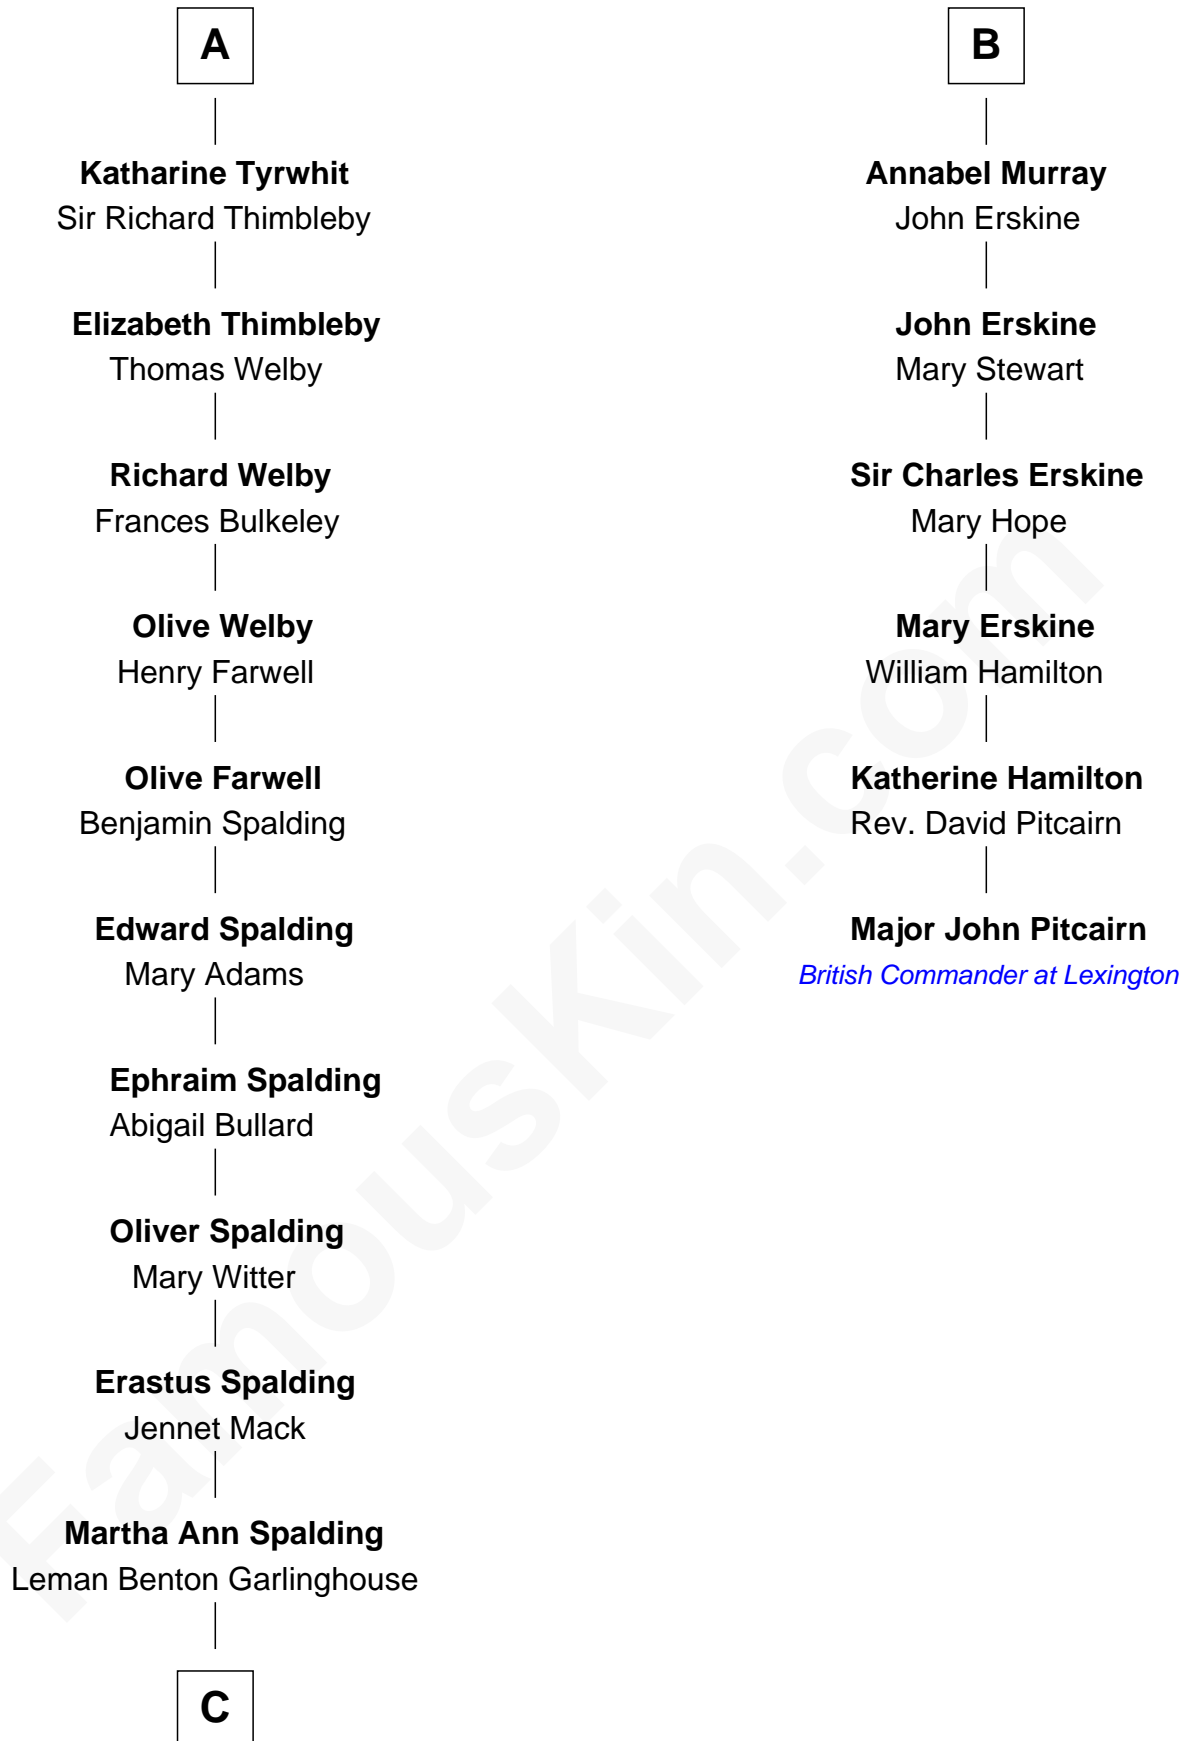 A
Katharine Tyrwhit
Sir Richard Thimbleby
Elizabeth Thimbleby
Thomas Welby
Richard Welby
Frances Bulkeley
Olive Welby
Henry Farwell
Olive Farwell
Benjamin Spalding
Edward Spalding
Mary Adams
Ephraim Spalding
Abigail Bullard
Oliver Spalding
Mary Witter
Erastus Spalding
Jennet Mack
Martha Ann Spalding
Leman Benton Garlinghouse
C
B
Annabel Murray
John Erskine
John Erskine
Mary Stewart
Sir Charles Erskine
Mary Hope
Mary Erskine
William Hamilton
Katherine Hamilton
Rev. David Pitcairn
Major John Pitcairn
British Commander at Lexington
FamousKin.com